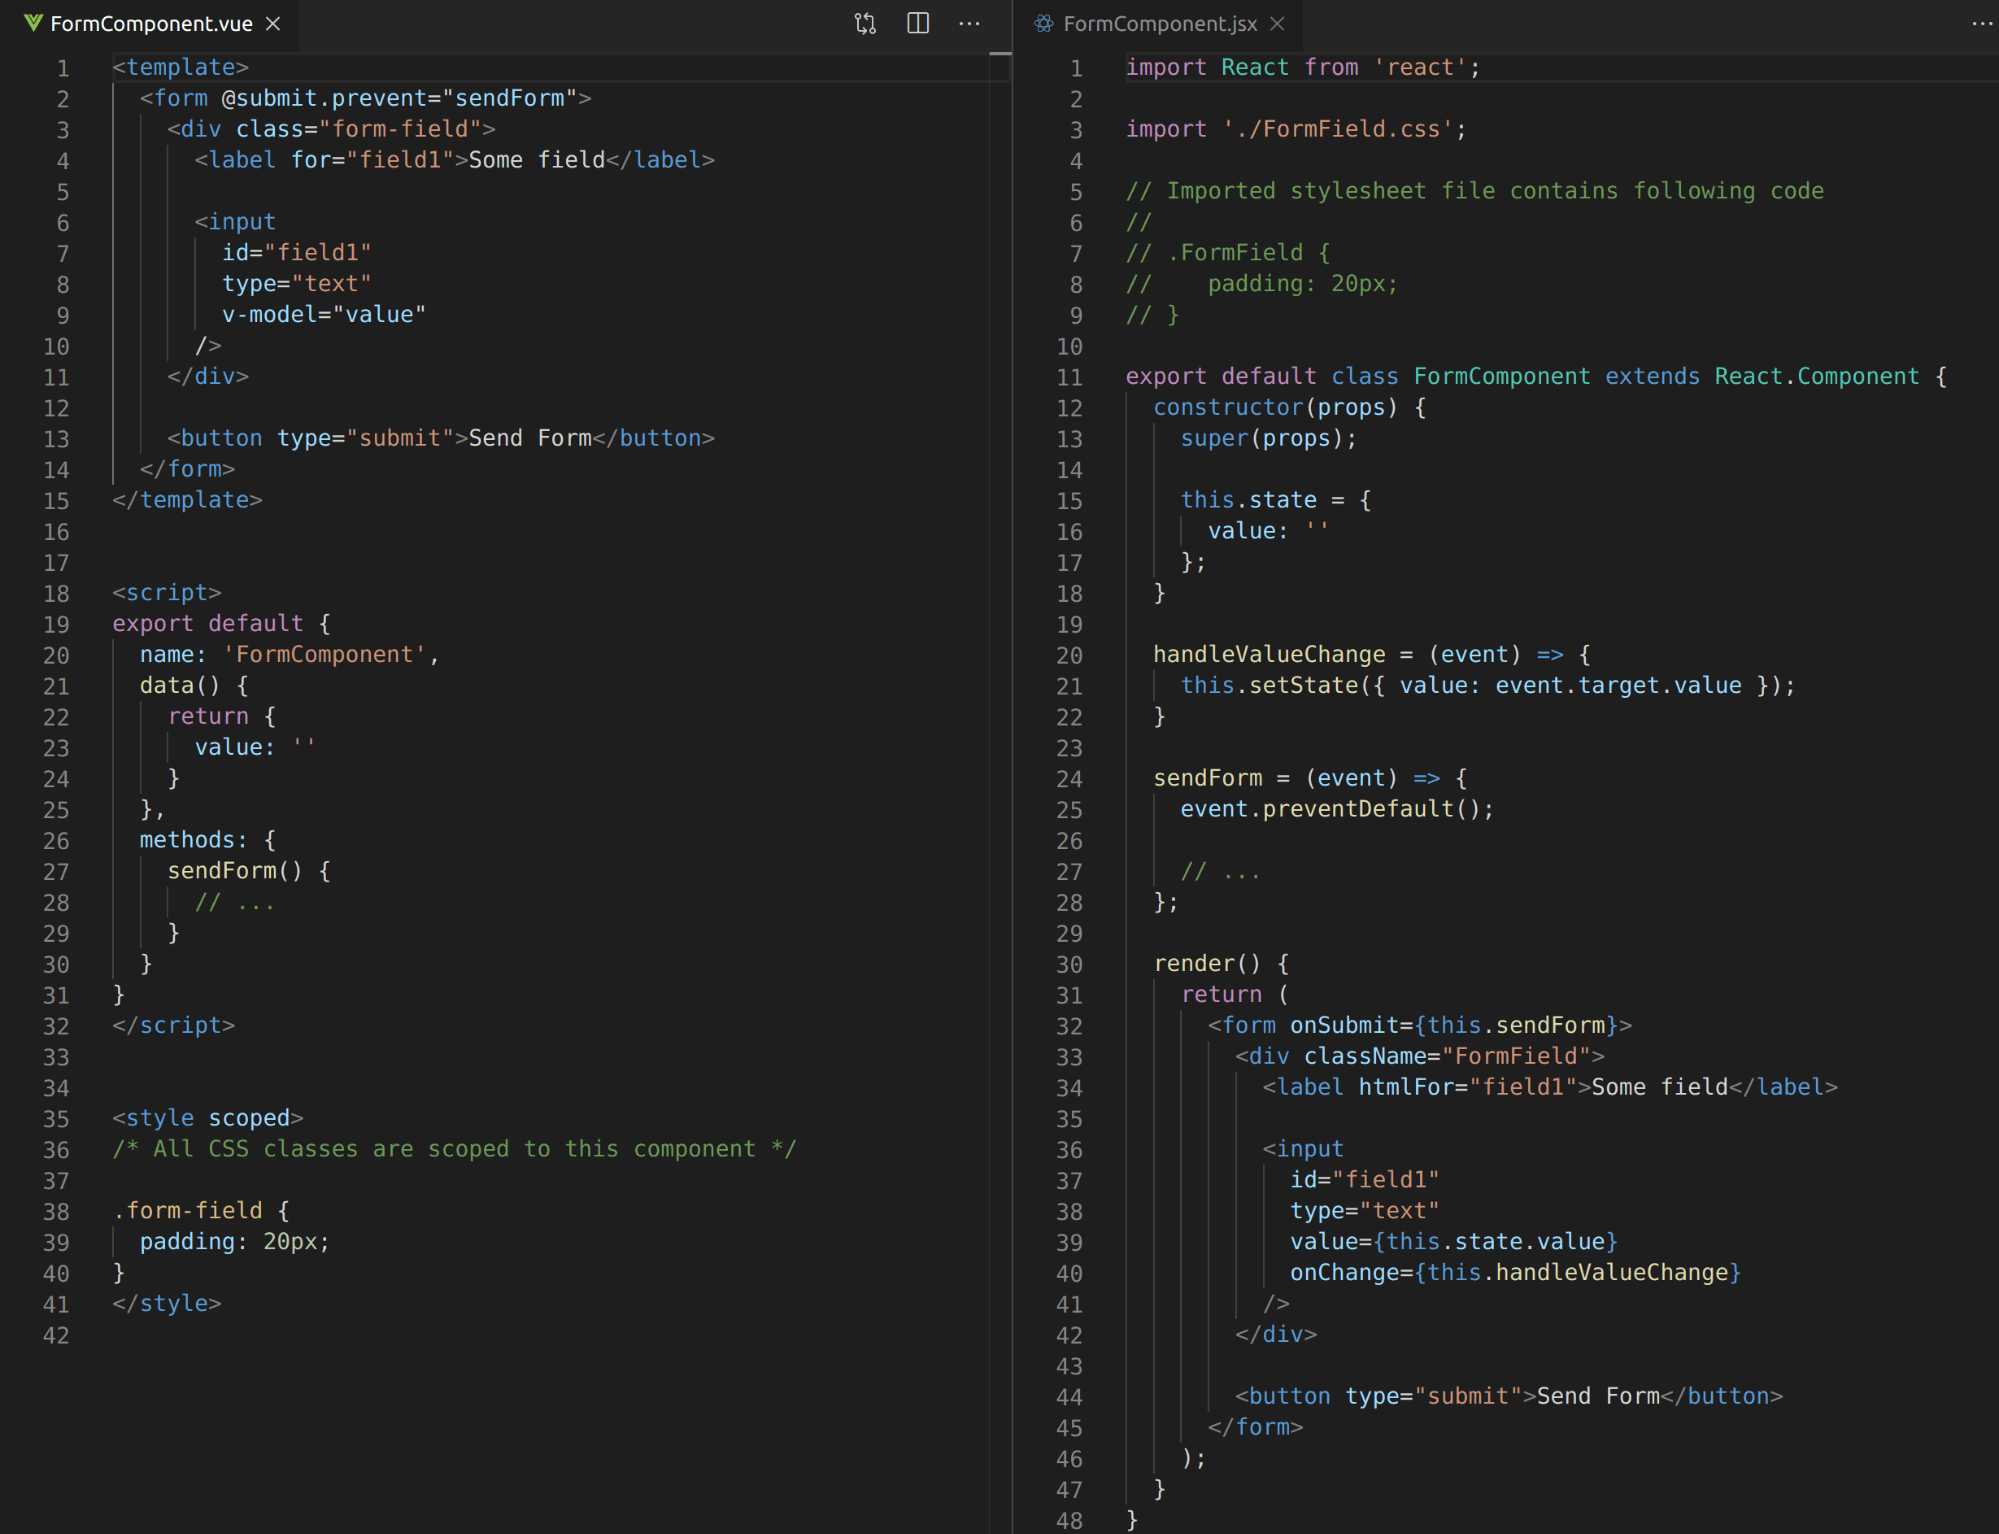 FormComponent.vue
1 <template>
2   <form @submit.prevent="sendForm">
3     <div class="form-field">
4       <label for="field1">Some field</label>
5
6       <input
7         id="field1"
8         type="text"
9         v-model="value"
10       />
11     </div>
12
13     <button type="submit">Send Form</button>
14   </form>
15 </template>
16
17
18 <script>
19 export default {
20   name: 'FormComponent',
21   data() {
22     return {
23       value: ''
24     }
25   },
26   methods: {
27     sendForm() {
28       // ...
29     }
30   }
31 }
32 </script>
33
34
35 <style scoped>
36 /* All CSS classes are scoped to this component */
37
38 .form-field {
39   padding: 20px;
40 }
41 </style>
42
FormComponent.jsx
1 import React from 'react';
2
3 import './FormField.css';
4
5 // Imported stylesheet file contains following code
6 //
7 // .FormField {
8 //    padding: 20px;
9 // }
10
11 export default class FormComponent extends React.Component {
12   constructor(props) {
13     super(props);
14
15     this.state = {
16       value: ''
17     };
18   }
19
20   handleValueChange = (event) => {
21     this.setState({ value: event.target.value });
22   }
23
24   sendForm = (event) => {
25     event.preventDefault();
26
27     // ...
28   };
29
30   render() {
31     return (
32       <form onSubmit={this.sendForm}>
33         <div className="FormField">
34           <label htmlFor="field1">Some field</label>
35
36           <input
37             id="field1"
38             type="text"
39             value={this.state.value}
40             onChange={this.handleValueChange}
41           />
42         </div>
43
44         <button type="submit">Send Form</button>
45       </form>
46     );
47   }
48 }